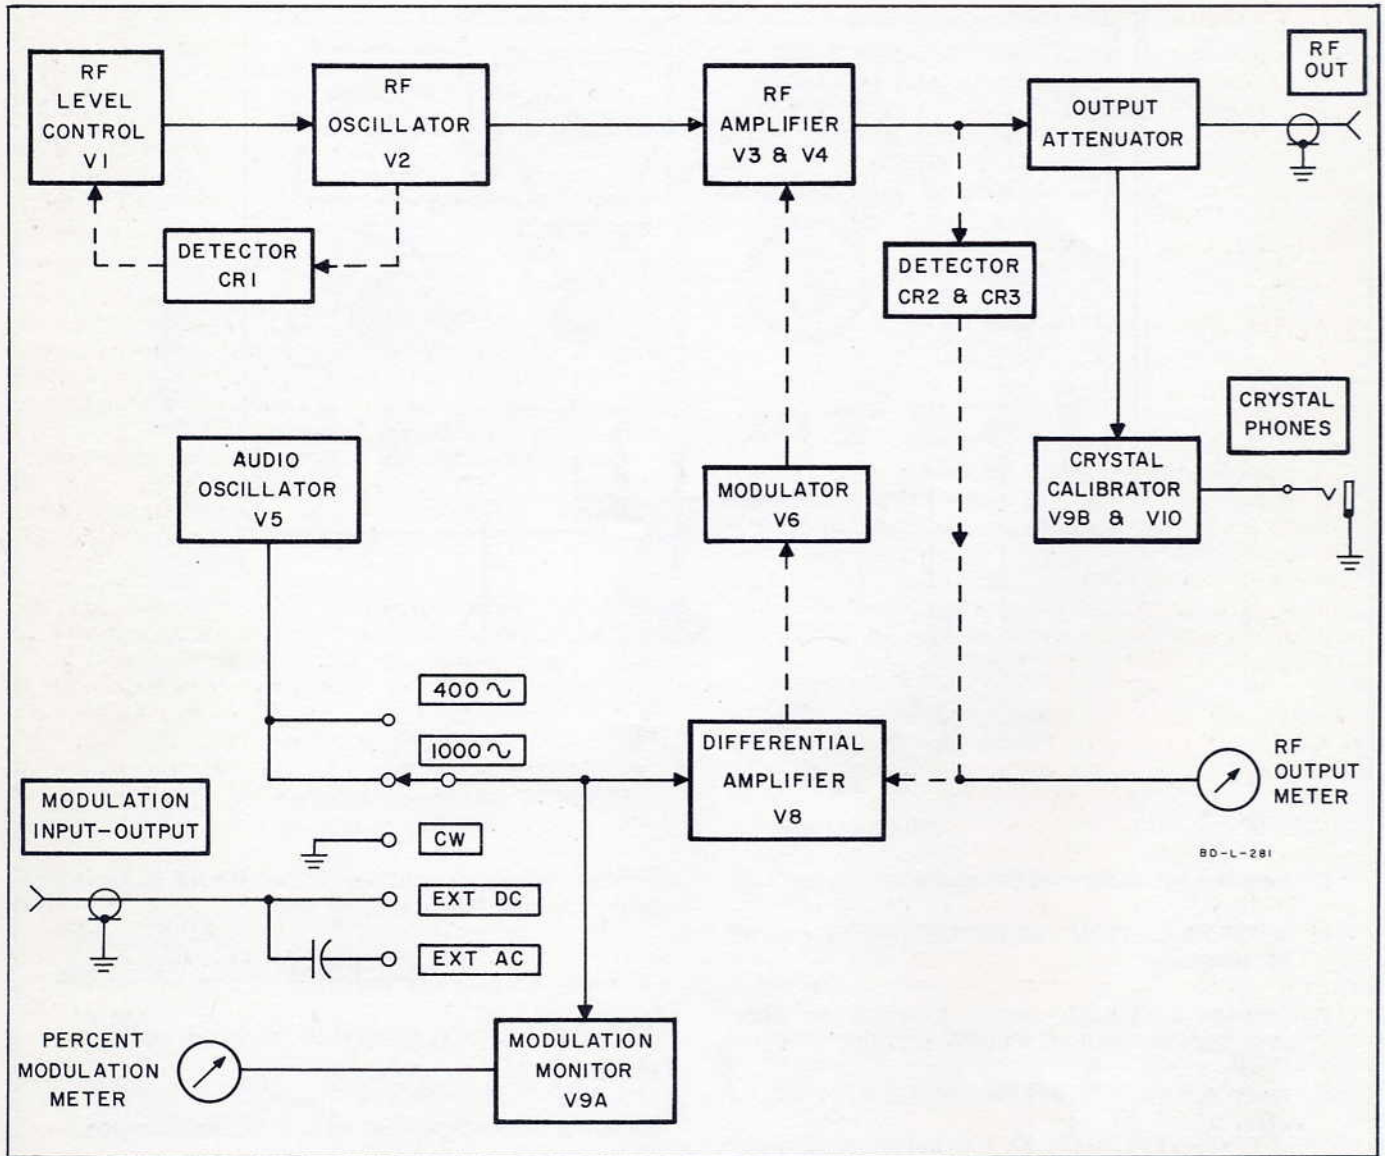 RF
LEVEL
CONTROL
V1
RF
OSCILLATOR
V2
RF
AMPLIFIER
V3 & V4
OUTPUT
ATTENUATOR
RF
OUT
DETECTOR
CR1
DETECTOR
CR2 & CR3
CRYSTAL
PHONES
AUDIO
OSCILLATOR
V5
MODULATOR
V6
CRYSTAL
CALIBRATOR
V9B & V10
400∿
1000∿
DIFFERENTIAL
AMPLIFIER
V8
RF
OUTPUT
METER
MODULATION
INPUT-OUTPUT
CW
BD-L-281
EXT DC
EXT AC
PERCENT
MODULATION
METER
MODULATION
MONITOR
V9A